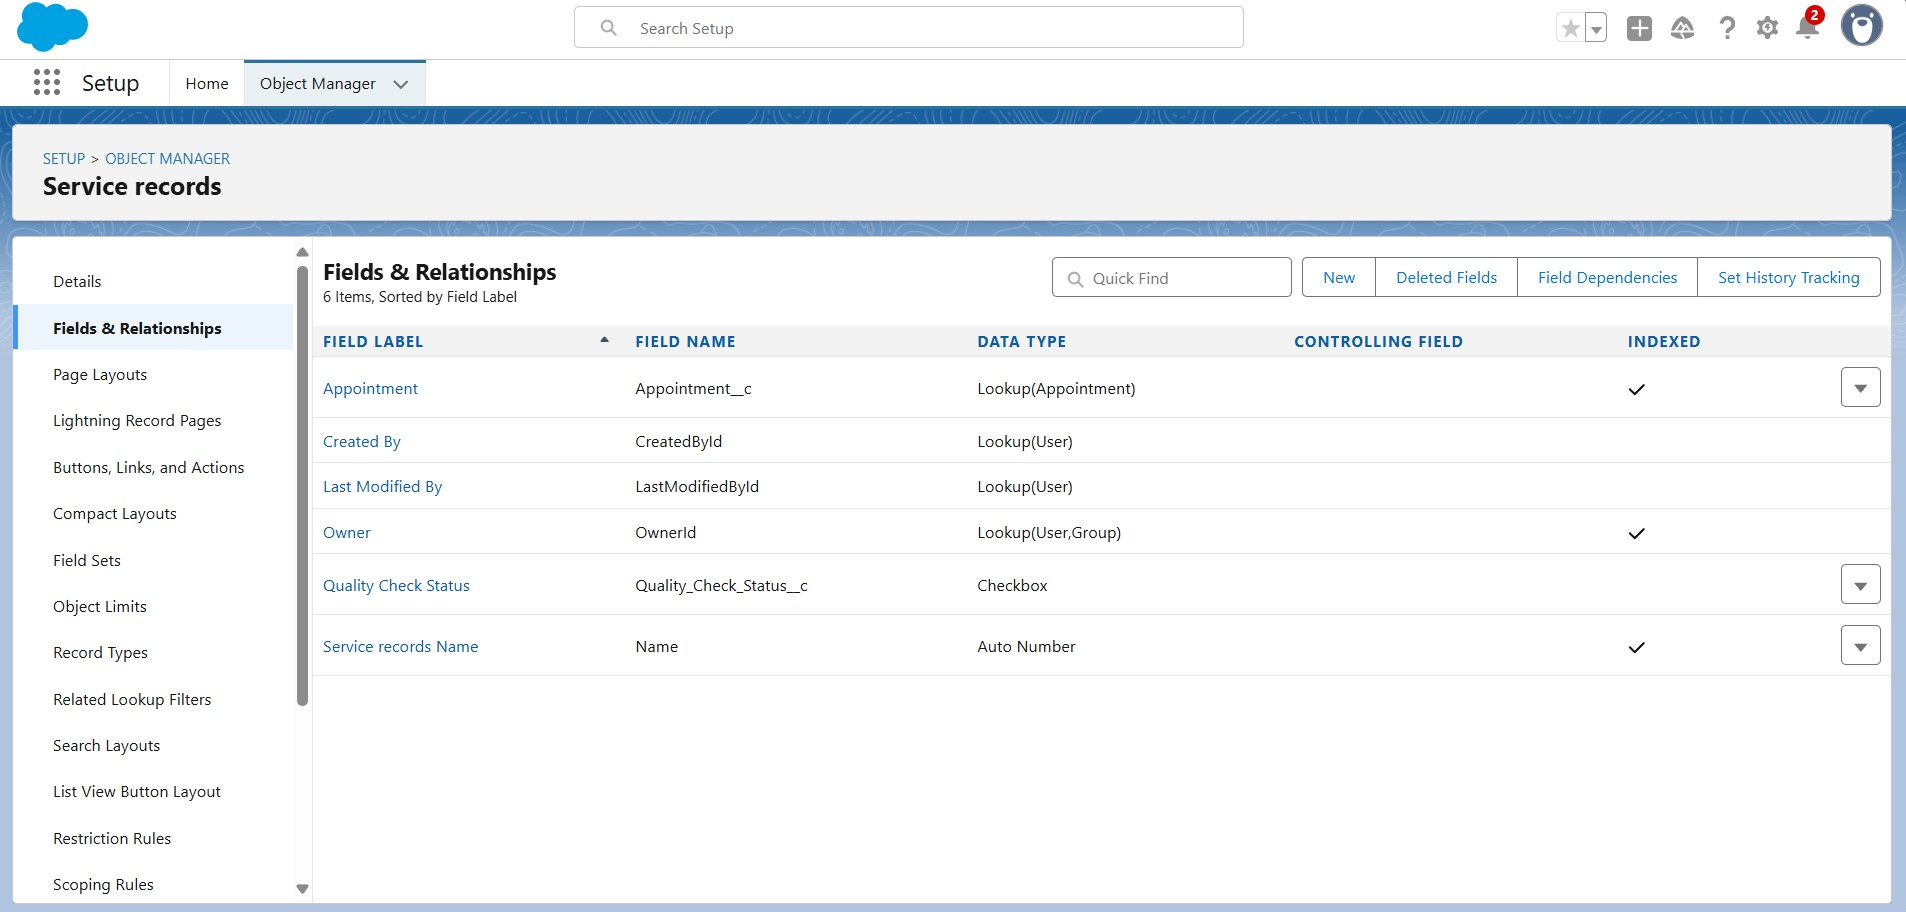 Search Setup
2
Setup
Home
Object Manager
SETUP > OBJECT MANAGER
Service records
Details
Fields & Relationships
Page Layouts
Lightning Record Pages
Buttons, Links, and Actions
Compact Layouts
Field Sets
Object Limits
Record Types
Related Lookup Filters
Search Layouts
List View Button Layout
Restriction Rules
Scoping Rules
Fields & Relationships
6 Items, Sorted by Field Label
Quick Find
New
Deleted Fields
Field Dependencies
Set History Tracking
FIELD LABEL FIELD NAME DATA TYPE CONTROLLING FIELD INDEXED
Appointment Appointment__c Lookup(Appointment)
Created By CreatedById Lookup(User)
Last Modified By LastModifiedById Lookup(User)
Owner OwnerId Lookup(User,Group)
Quality Check Status Quality_Check_Status__c Checkbox
Service records Name Name Auto Number